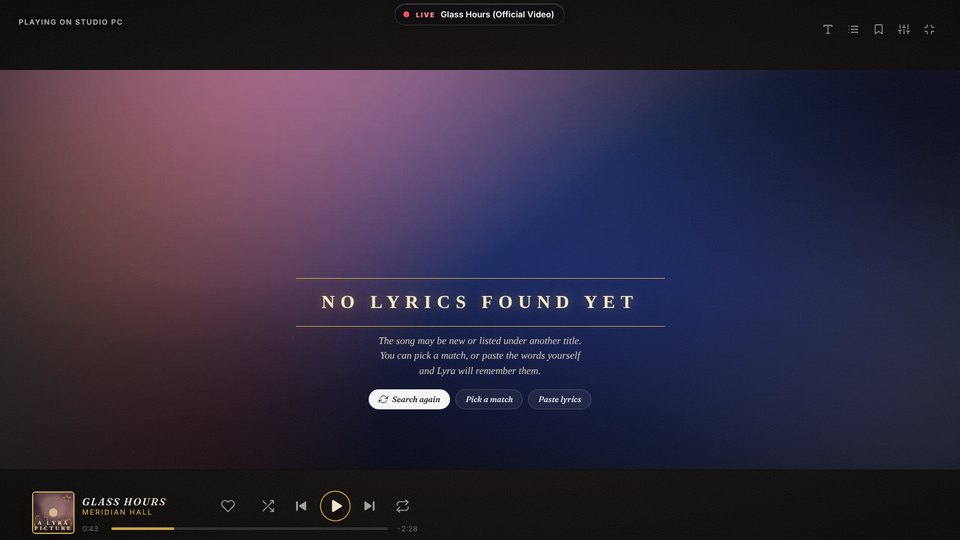 PLAYING ON STUDIO PC
LIVE Glass Hours (Official Video)
NO LYRICS FOUND YET
The song may be new or listed under another title.
You can pick a match, or paste the words yourself
and Lyra will remember them.
Search again
Pick a match
Paste lyrics
A LYRA
PICTURE
GLASS HOURS
MERIDIAN HALL
0:43
-2:28